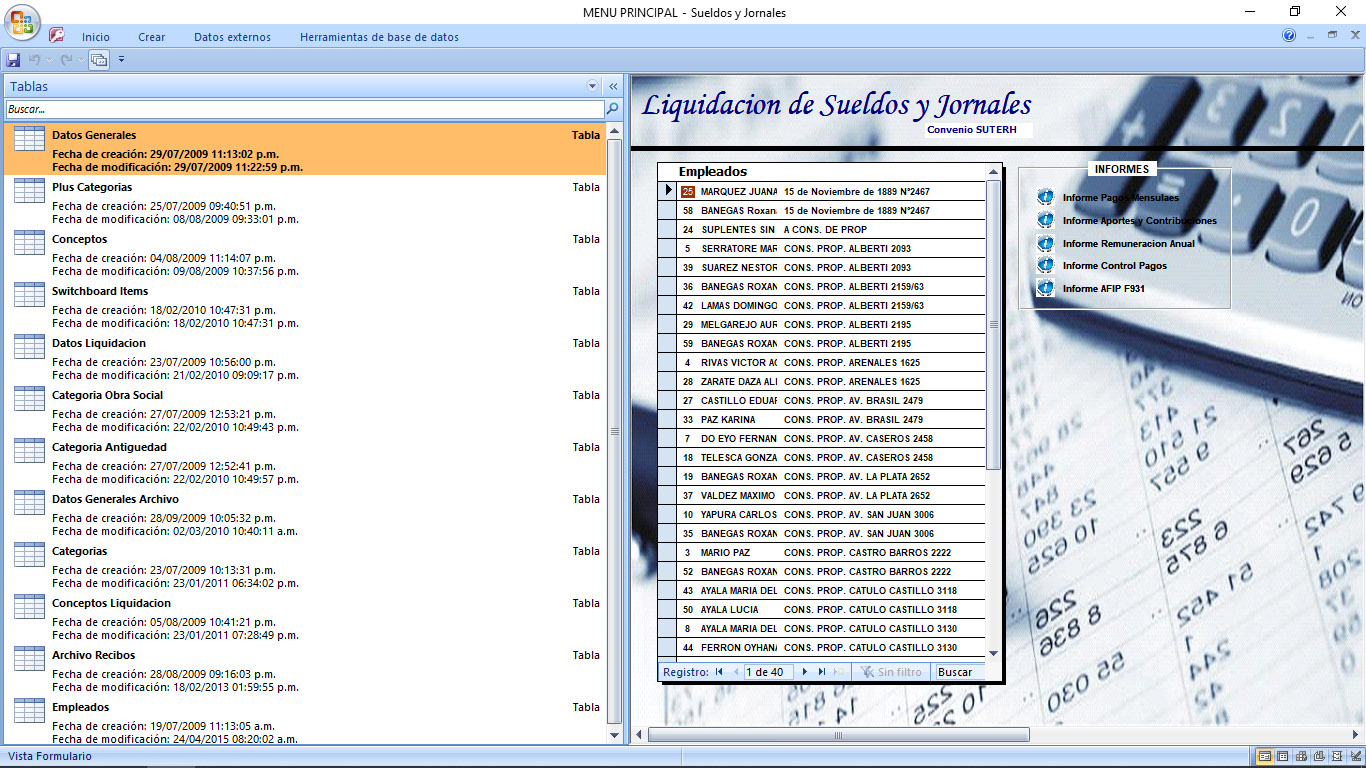 MENU PRINCIPAL - Sueldos y Jornales
Inicio Crear Datos externos Herramientas de base de datos
Tablas
Buscar...
Datos Generales Tabla
Fecha de creación: 29/07/2009 11:13:02 p.m.
Fecha de modificación: 29/07/2009 11:22:59 p.m.
Plus Categorias Tabla
Fecha de creación: 25/07/2009 09:40:51 p.m.
Fecha de modificación: 08/08/2009 09:33:01 p.m.
Conceptos Tabla
Fecha de creación: 04/08/2009 11:14:07 p.m.
Fecha de modificación: 09/08/2009 10:37:56 p.m.
Switchboard Items Tabla
Fecha de creación: 18/02/2010 10:47:31 p.m.
Fecha de modificación: 18/02/2010 10:47:31 p.m.
Datos Liquidacion Tabla
Fecha de creación: 23/07/2009 10:56:00 p.m.
Fecha de modificación: 21/02/2010 09:09:17 p.m.
Categoria Obra Social Tabla
Fecha de creación: 27/07/2009 12:53:21 p.m.
Fecha de modificación: 22/02/2010 10:49:43 p.m.
Categoria Antiguedad Tabla
Fecha de creación: 27/07/2009 12:52:41 p.m.
Fecha de modificación: 22/02/2010 10:49:57 p.m.
Datos Generales Archivo Tabla
Fecha de creación: 28/09/2009 10:05:32 p.m.
Fecha de modificación: 02/03/2010 10:40:11 a.m.
Categorias Tabla
Fecha de creación: 23/07/2009 10:13:31 p.m.
Fecha de modificación: 23/01/2011 06:34:02 p.m.
Conceptos Liquidacion Tabla
Fecha de creación: 05/08/2009 10:41:21 p.m.
Fecha de modificación: 23/01/2011 07:28:49 p.m.
Archivo Recibos Tabla
Fecha de creación: 28/08/2009 09:16:03 p.m.
Fecha de modificación: 18/02/2013 01:59:55 p.m.
Empleados Tabla
Fecha de creación: 19/07/2009 11:13:05 a.m.
Fecha de modificación: 24/04/2015 08:20:02 a.m.
Liquidacion de Sueldos y Jornales
Convenio SUTERH
Empleados
25 MARQUEZ JUANA 15 de Noviembre de 1889 Nº2467
58 BANEGAS Roxana 15 de Noviembre de 1889 Nº2467
24 SUPLENTES SIN A CONS. DE PROP
5 SERRATORE MAR CONS. PROP. ALBERTI 2093
39 SUAREZ NESTOR CONS. PROP. ALBERTI 2093
36 BANEGAS ROXAN CONS. PROP. ALBERTI 2159/63
42 LAMAS DOMINGO CONS. PROP. ALBERTI 2159/63
29 MELGAREJO AUR CONS. PROP. ALBERTI 2195
59 BANEGAS ROXAN CONS. PROP. ALBERTI 2195
4 RIVAS VICTOR AG CONS. PROP. ARENALES 1625
28 ZARATE DAZA ALI CONS. PROP. ARENALES 1625
27 CASTILLO EDUAR CONS. PROP. AV. BRASIL 2479
33 PAZ KARINA CONS. PROP. AV. BRASIL 2479
7 DO EYO FERNAN CONS. PROP. AV. CASEROS 2458
18 TELESCA GONZA CONS. PROP. AV. CASEROS 2458
19 BANEGAS ROXAN CONS. PROP. AV. LA PLATA 2652
37 VALDEZ MAXIMO CONS. PROP. AV. LA PLATA 2652
10 YAPURA CARLOS CONS. PROP. AV. SAN JUAN 3006
35 BANEGAS ROXAN CONS. PROP. AV. SAN JUAN 3006
3 MARIO PAZ CONS. PROP. CASTRO BARROS 2222
52 BANEGAS ROXAN CONS. PROP. CASTRO BARROS 2222
43 AYALA MARIA DEL CONS. PROP. CATULO CASTILLO 3118
50 AYALA LUCIA CONS. PROP. CATULO CASTILLO 3118
8 AYALA MARIA DEL CONS. PROP. CATULO CASTILLO 3130
44 FERRON OYHANA CONS. PROP. CATULO CASTILLO 3130
Registro: 1 de 40 Sin filtro Buscar
INFORMES
Informe Pagos Mensulaes
Informe Aportes y Contribuciones
Informe Remuneracion Anual
Informe Control Pagos
Informe AFIP F931
Vista Formulario